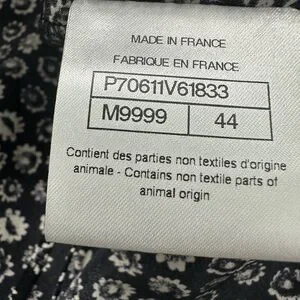 MADE IN FRANCE
FABRIQUE EN FRANCE
P70611V61833
M9999 44
Contient des parties non textiles d'origine
animale - Contains non textile parts of
animal origin